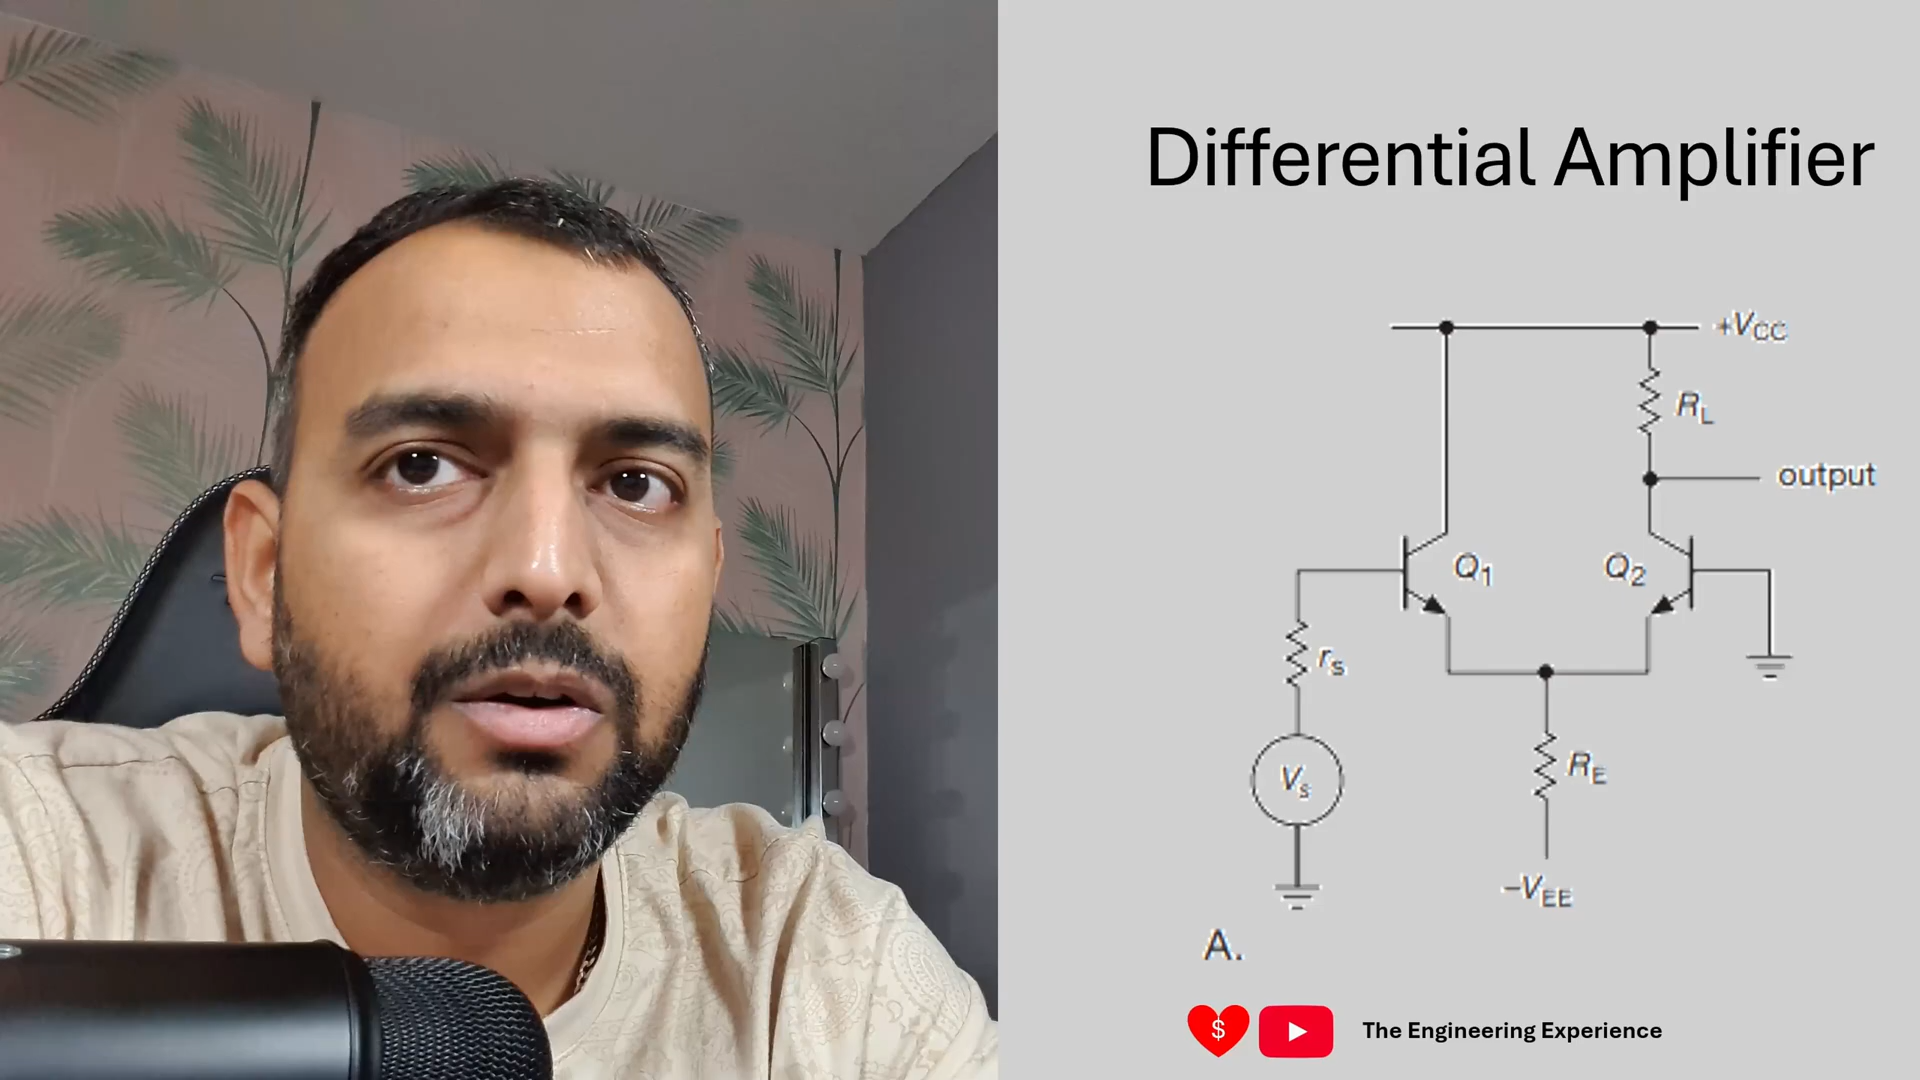 Differential Amplifier
+VCC
RL
output
Q1
Q2
rs
RE
Vs
–VEE
A.
$
The Engineering Experience